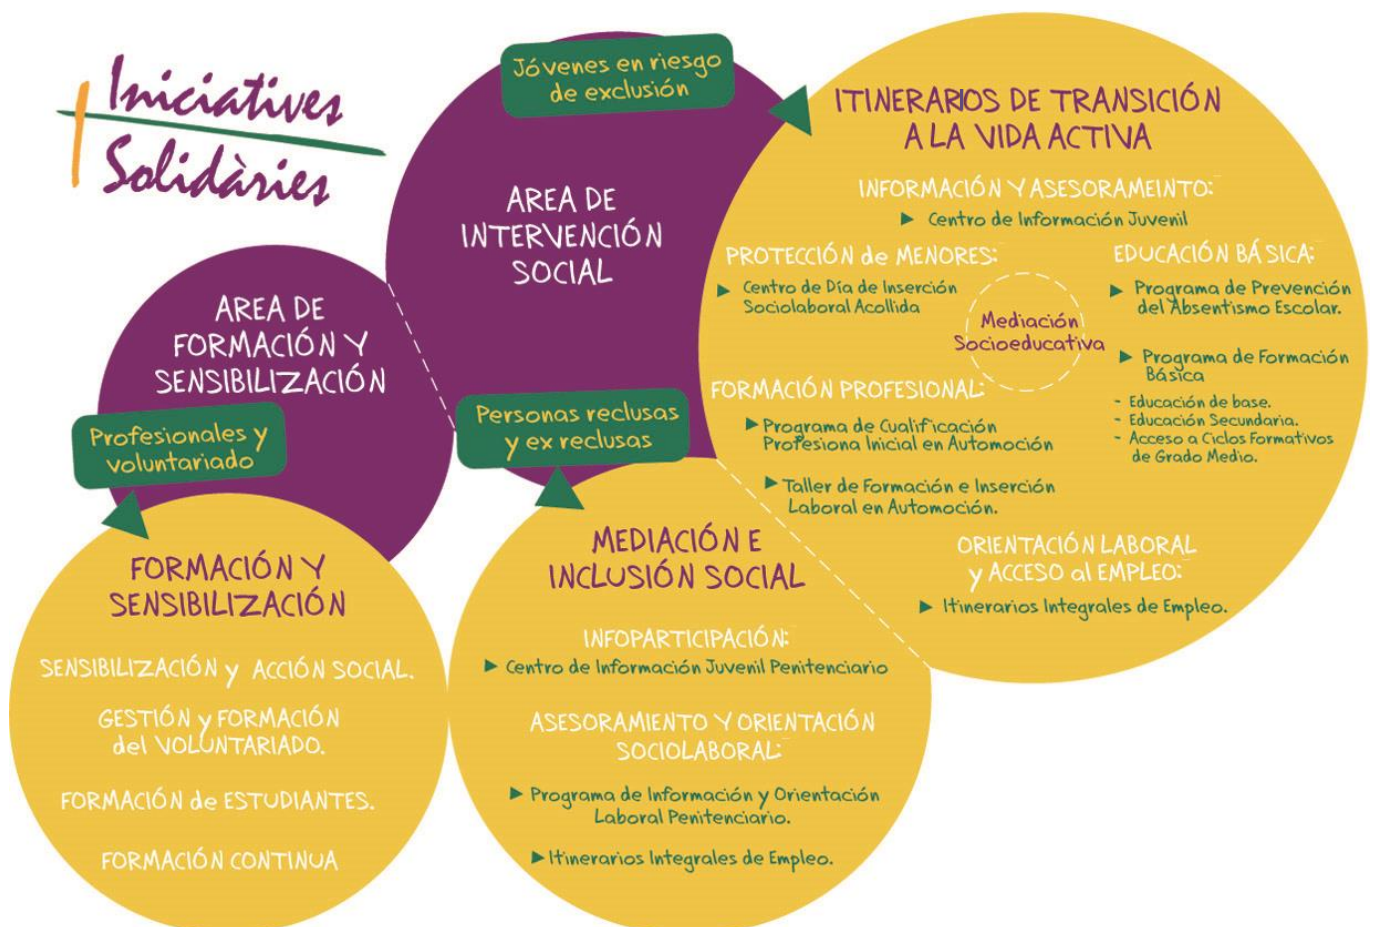 Iniciatives
Solidàries
Jóvenes en riesgo
de exclusión
AREA DE
INTERVENCIÓN
SOCIAL
AREA DE
FORMACIÓN Y
SENSIBILIZACIÓN
Profesionales y
voluntariado
Personas reclusas
y ex reclusas
ITINERARIOS DE TRANSICIÓN
A LA VIDA ACTIVA
INFORMACIÓN Y ASESORAMEINTO:
Centro de Información Juvenil
PROTECCIÓN de MENORES:
Centro de Día de Inserción
Sociolaboral Acollida
EDUCACIÓN BÁSICA:
Programa de Prevención
del Absentismo Escolar.
Programa de Formación
Básica
- Educación de base.
- Educación Secundaria.
- Acceso a Ciclos Formativos
de Grado Medio.
Mediación
Socioeducativa
FORMACIÓN PROFESIONAL:
Programa de Cualificación
Profesiona Inicial en Automoción
Taller de Formación e Inserción
Laboral en Automoción.
ORIENTACIÓN LABORAL
y ACCESO al EMPLEO:
Itinerarios Integrales de Empleo.
FORMACIÓN Y
SENSIBILIZACIÓN
SENSIBILIZACIÓN y ACCIÓN SOCIAL.
GESTIÓN y FORMACIÓN
del VOLUNTARIADO.
FORMACIÓN de ESTUDIANTES.
FORMACIÓN CONTINUA
MEDIACIÓN E
INCLUSIÓN SOCIAL
INFOPARTICIPACIÓN:
Centro de Información Juvenil Penitenciario
ASESORAMIENTO Y ORIENTACIÓN
SOCIOLABORAL:
Programa de Información y Orientación
Laboral Penitenciario.
Itinerarios Integrales de Empleo.